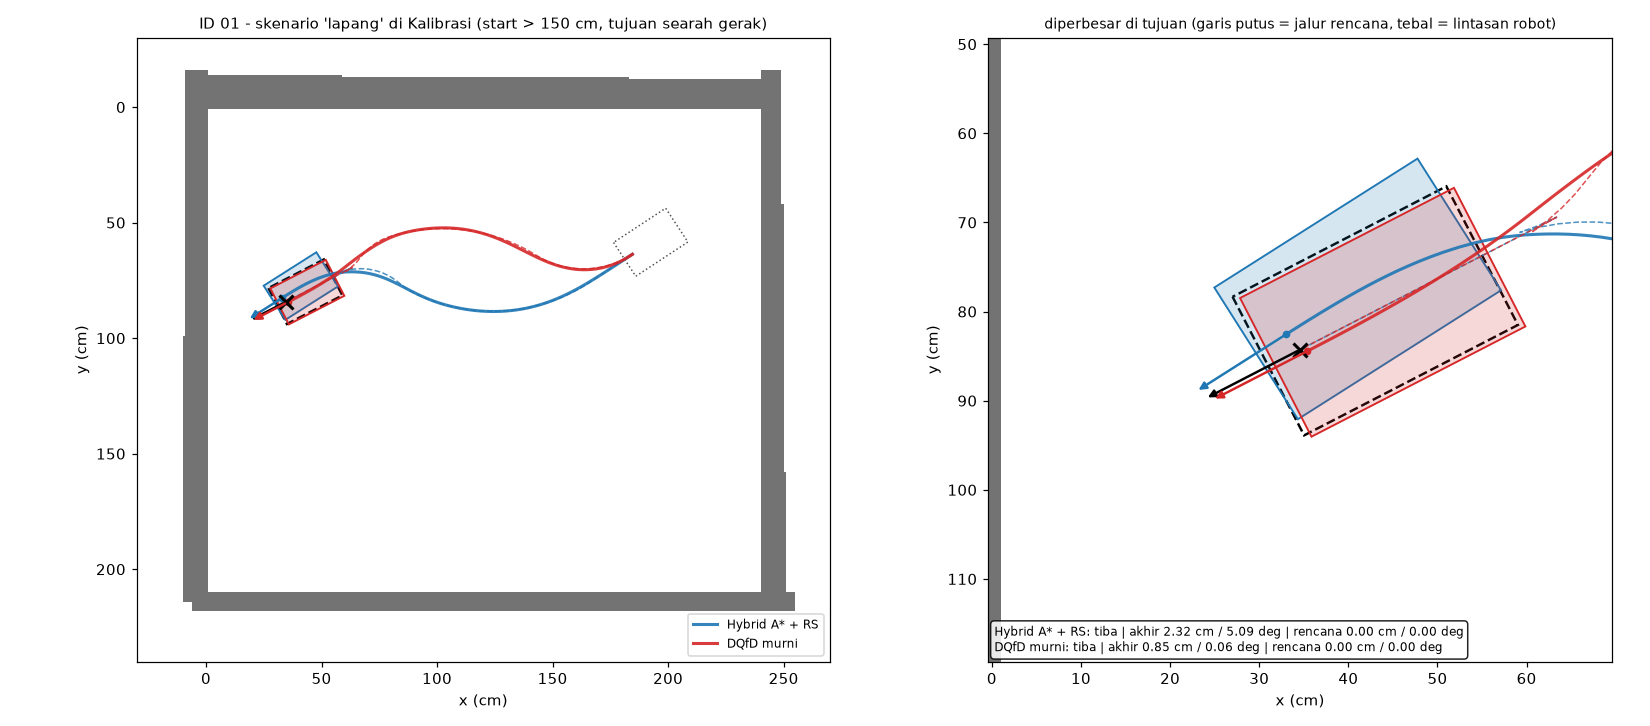 ID 01 - skenario 'lapang' di Kalibrasi (start > 150 cm, tujuan searah gerak)
0
50
100
150
200
y (cm)
0
50
100
150
200
250
x (cm)
Hybrid A* + RS
DQfD murni
diperbesar di tujuan (garis putus = jalur rencana, tebal = lintasan robot)
50
60
70
80
90
100
110
y (cm)
0
10
20
30
40
50
60
x (cm)
Hybrid A* + RS: tiba | akhir 2.32 cm / 5.09 deg | rencana 0.00 cm / 0.00 deg
DQfD murni: tiba | akhir 0.85 cm / 0.06 deg | rencana 0.00 cm / 0.00 deg